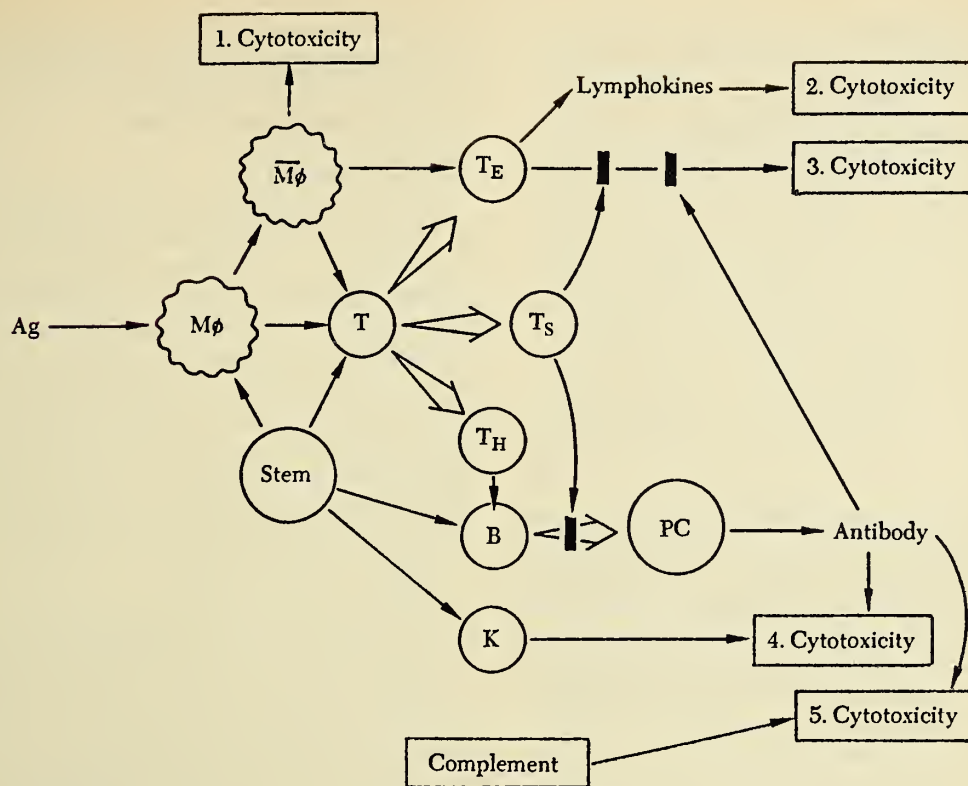 1. Cytotoxicity
Lymphokines
2. Cytotoxicity
M̅ϕ
T_E
3. Cytotoxicity
Ag
Mϕ
T
T_S
T_H
Stem
B
PC
Antibody
K
4. Cytotoxicity
5. Cytotoxicity
Complement